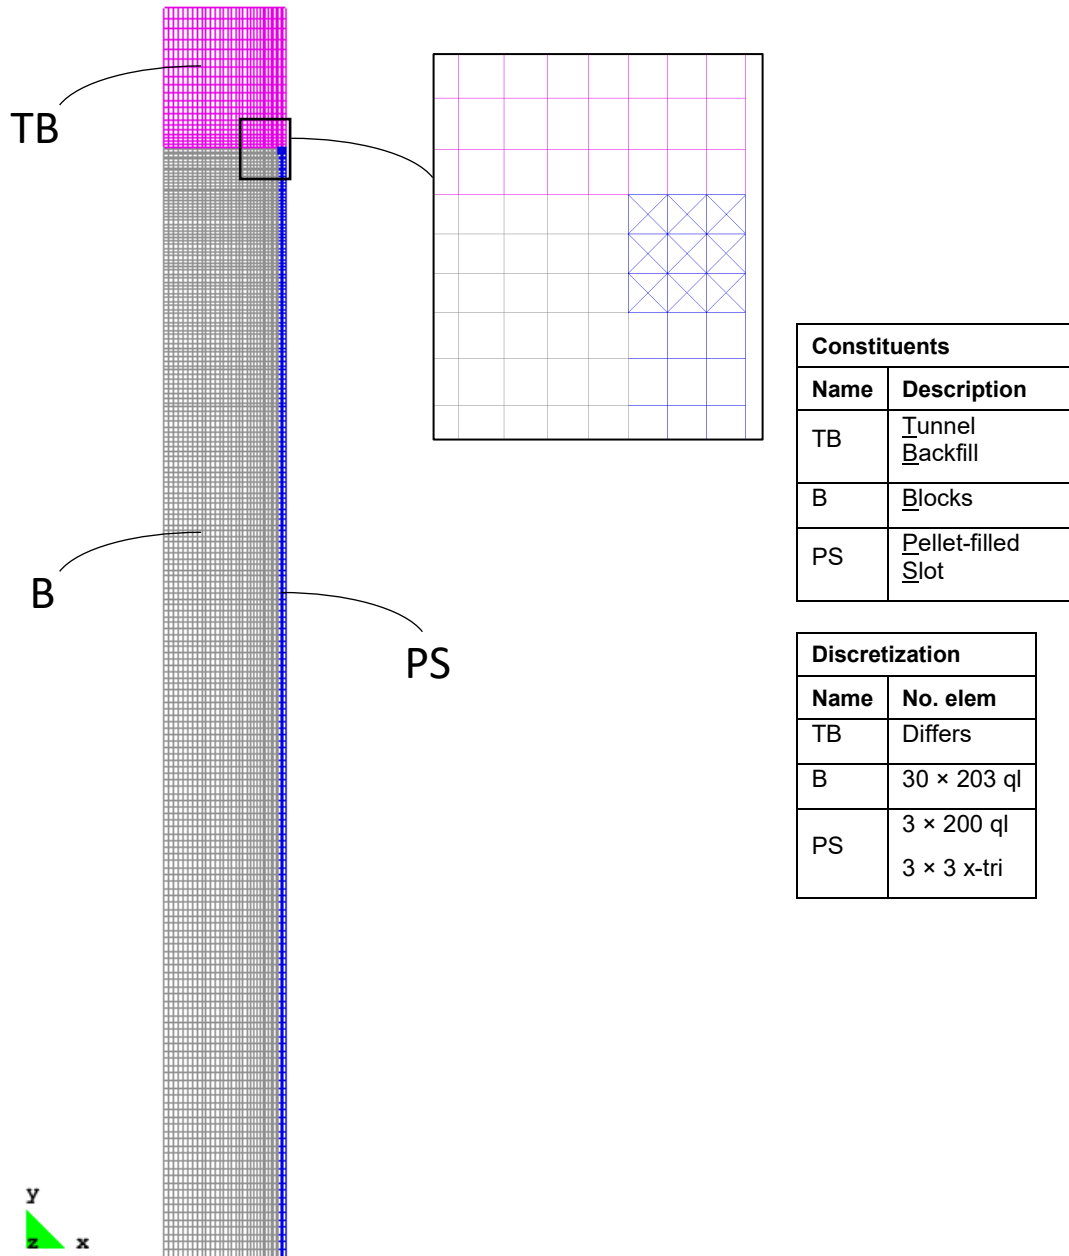 TB
B
PS
Constituents
Name Description
TB Tunnel
Backfill
B Blocks
PS Pellet-filled
Slot
Discretization
Name No. elem
TB Differs
B 30 × 203 ql
PS 3 × 200 ql
3 × 3 x-tri
y
z x